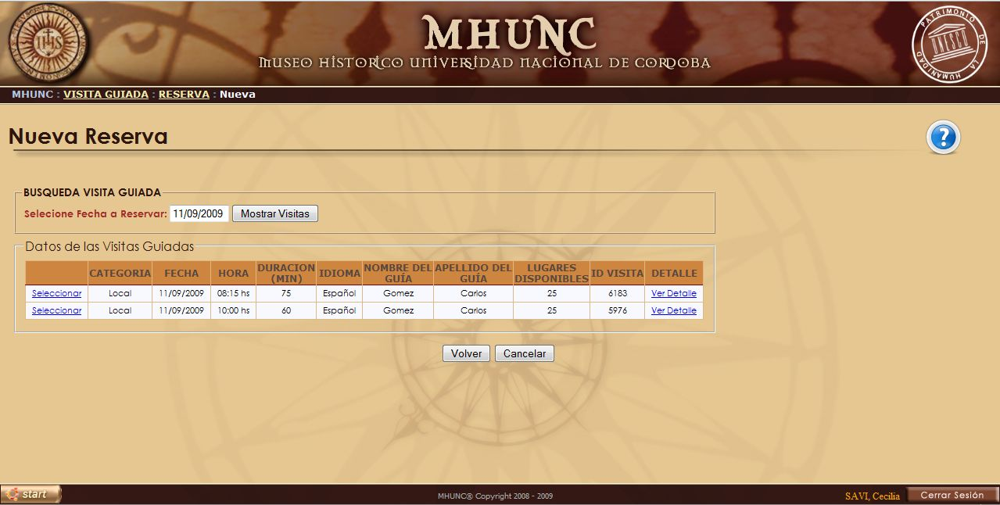 IHS
MHUNC
MUSEO HISTORICO UNIVERSIDAD NACIONAL DE CORDOBA
PATRIMONIO DE LA HUMANIDAD
UNESCO
MHUNC : VISITA GUIADA : RESERVA : Nueva
Nueva Reserva
?
BUSQUEDA VISITA GUIADA
Selecione Fecha a Reservar: 11/09/2009 Mostrar Visitas
Datos de las Visitas Guiadas
CATEGORIA FECHA HORA DURACION (MIN) IDIOMA NOMBRE DEL GUÍA APELLIDO DEL GUÍA LUGARES DISPONIBLES ID VISITA DETALLE
Seleccionar Local 11/09/2009 08:15 hs 75 Español Gomez Carlos 25 6183 Ver Detalle
Seleccionar Local 11/09/2009 10:00 hs 60 Español Gomez Carlos 25 5976 Ver Detalle
Volver Cancelar
start
MHUNC® Copyright 2008 - 2009
SAVI, Cecilia
Cerrar Sesión